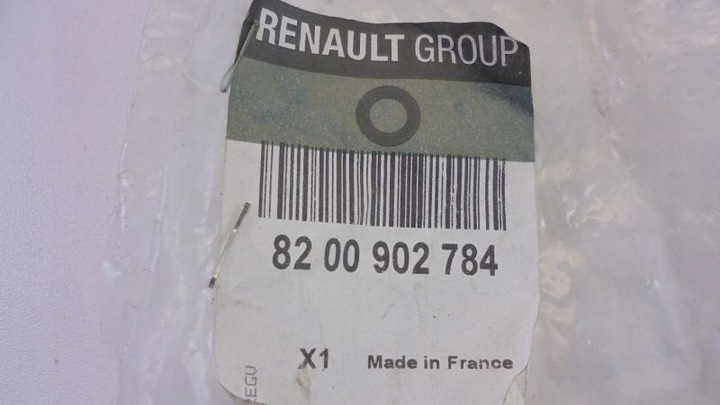 RENAULT GROUP
82 00 902 784
X1 Made in France